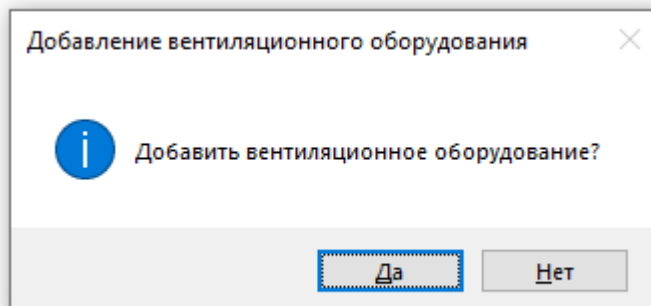 Добавление вентиляционного оборудования
Добавить вентиляционное оборудование?
Да
Нет